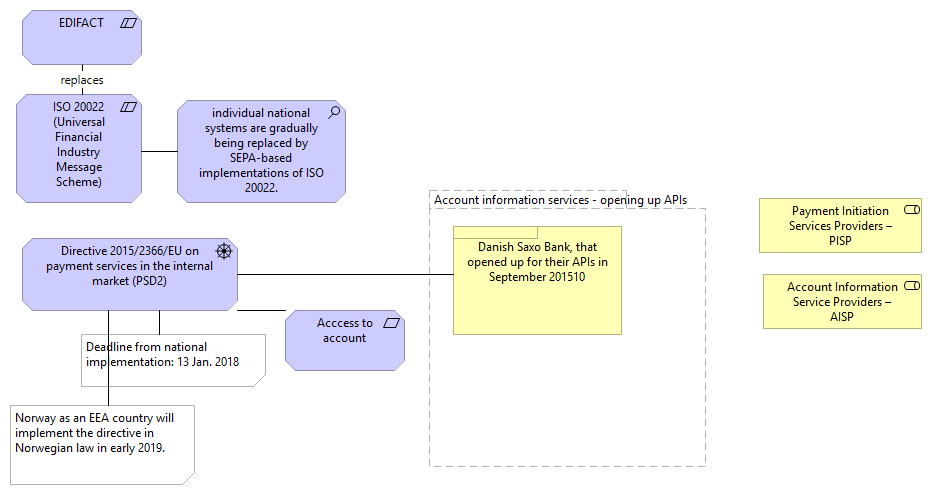 EDIFACT
replaces
ISO 20022
(Universal
Financial
Industry
Message
Scheme)
individual national
systems are gradually
being replaced by
SEPA-based
implementations of ISO
20022.
Account information services - opening up APIs
Danish Saxo Bank, that
opened up for their APIs in
September 201510
Payment Initiation
Services Providers –
PISP
Account Information
Service Providers –
AISP
Directive 2015/2366/EU on
payment services in the internal
market (PSD2)
Acccess to
account
Deadline from national
implementation: 13 Jan. 2018
Norway as an EEA country will
implement the directive in
Norwegian law in early 2019.